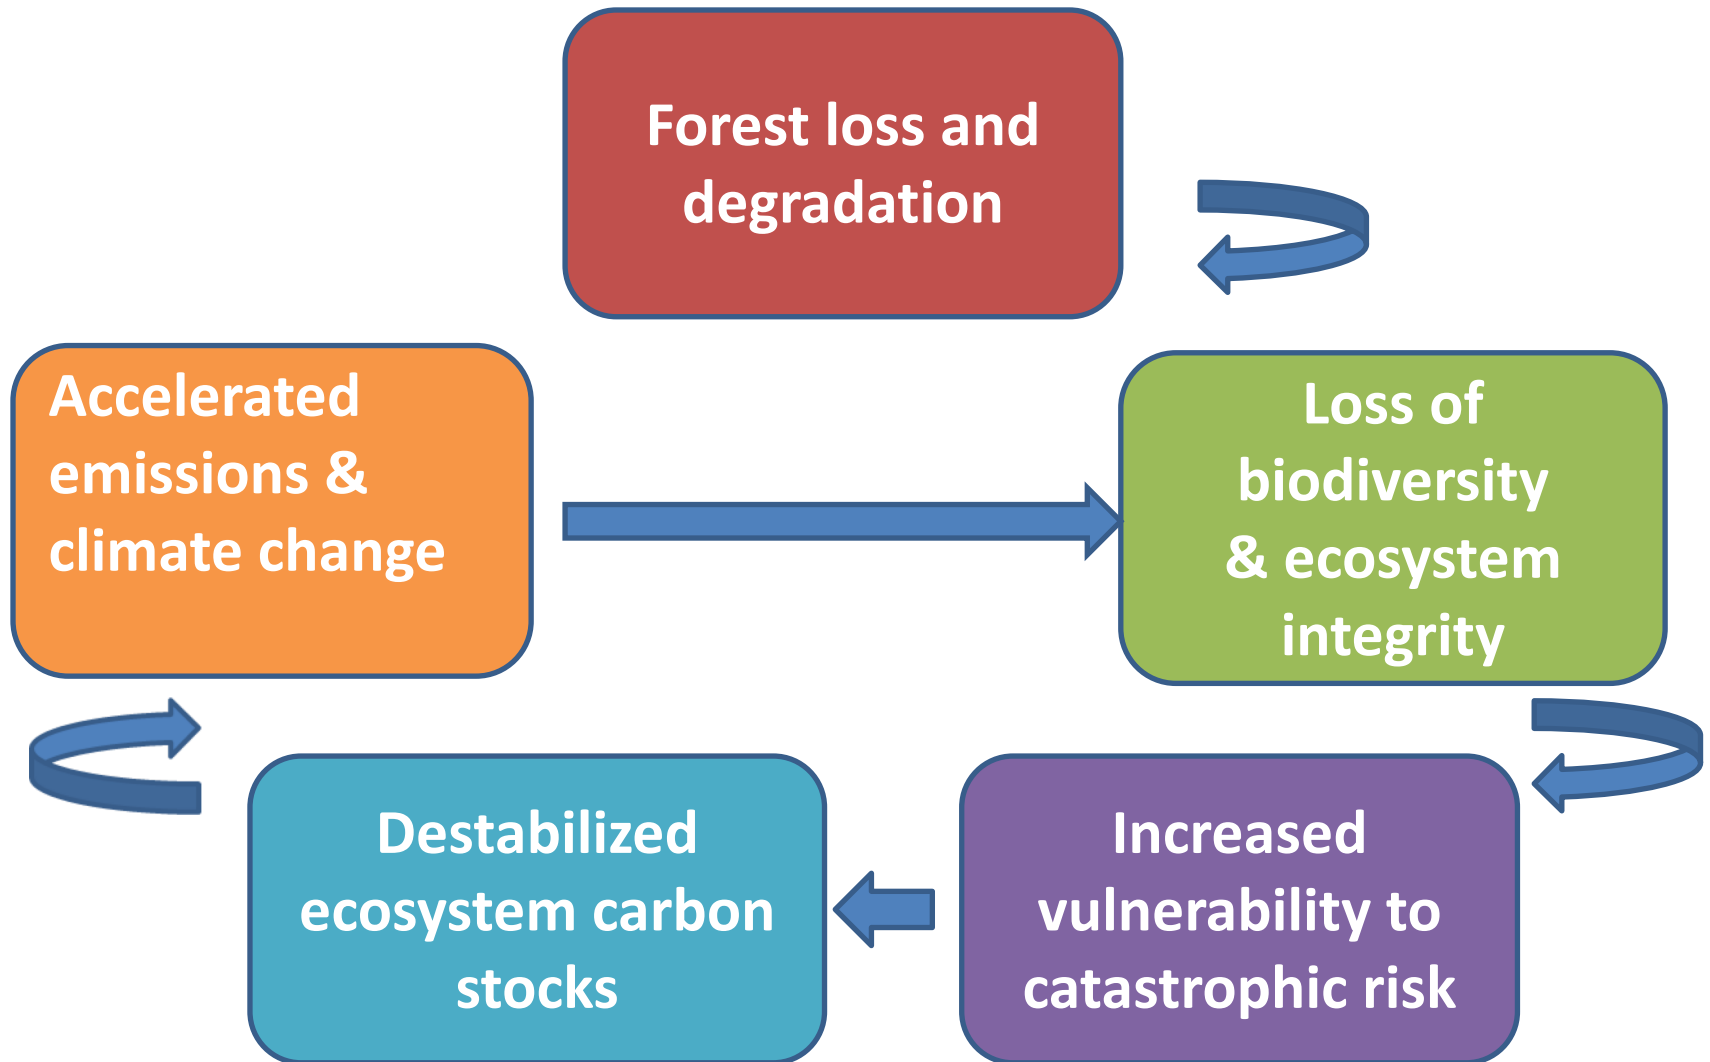 Forest loss and
degradation
Accelerated
emissions &
climate change
Loss of
biodiversity
& ecosystem
integrity
Destabilized
ecosystem carbon
stocks
Increased
vulnerability to
catastrophic risk